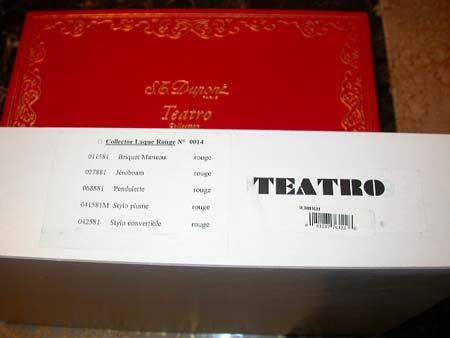 S.T. Dupont
PARIS
Teatro
Collection
Collector Laque Rouge N° 0014
011581 Briquet Marteau rouge
027881 Jéroboam rouge
068881 Pendulette rouge
041581M Stylo plume rouge
042581 Stylo convertible rouge
TEATRO